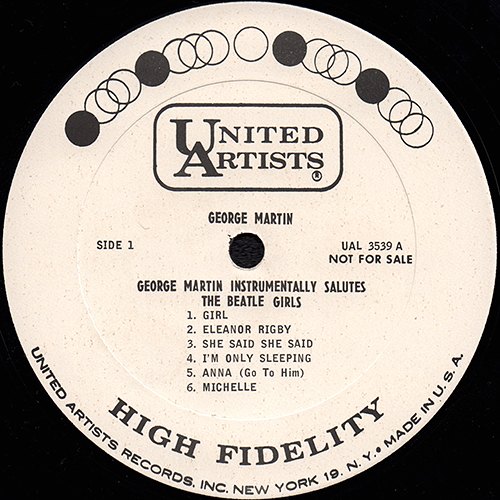 UNITED
ARTISTS®
GEORGE MARTIN
SIDE 1
UAL 3539 A
NOT FOR SALE
GEORGE MARTIN INSTRUMENTALLY SALUTES
THE BEATLE GIRLS
1. GIRL
2. ELEANOR RIGBY
3. SHE SAID SHE SAID
4. I'M ONLY SLEEPING
5. ANNA (Go To Him)
6. MICHELLE
HIGH FIDELITY
UNITED ARTISTS RECORDS, INC. NEW YORK 19, N.Y. • MADE IN U.S.A.